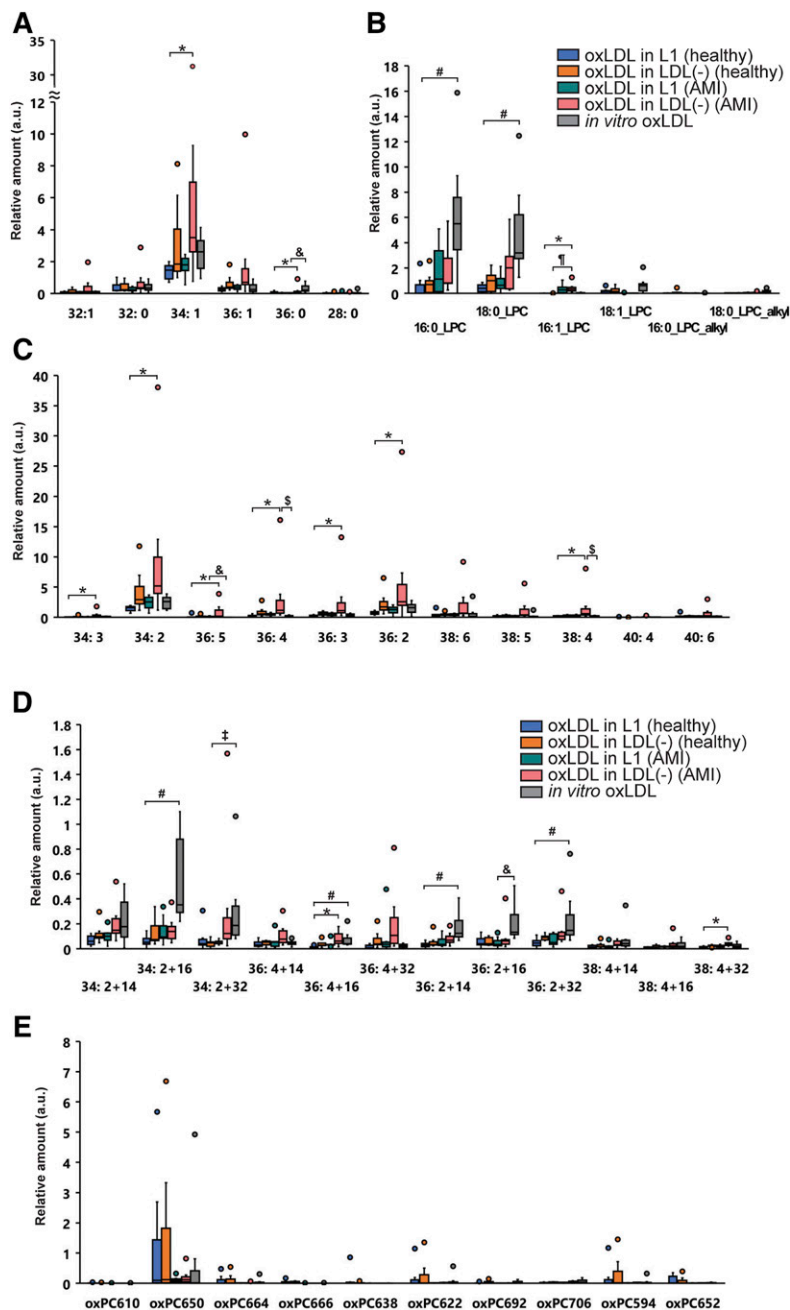 A
Relative amount (a.u.)
35
30
12
10
8
6
4
2
0
*
*
&
32:1 32:0 34:1 36:1 36:0 28:0
B
Relative amount (a.u.)
18
16
14
12
10
8
6
4
2
0
oxLDL in L1 (healthy)
oxLDL in LDL(-) (healthy)
oxLDL in L1 (AMI)
oxLDL in LDL(-) (AMI)
in vitro oxLDL
#
#
*
¶
18:0_LPC 18:1_LPC 18:0_LPC_alkyl
16:0_LPC 16:1_LPC 16:0_LPC_alkyl
C
Relative amount (a.u.)
40
35
30
25
20
15
10
5
0
*
*
* &
* $
*
*
* $
34: 3 34: 2 36: 5 36: 4 36: 3 36: 2 38: 6 38: 5 38: 4 40: 4 40: 6
D
Relative amount (a.u.)
1.8
1.6
1.4
1.2
1
0.8
0.6
0.4
0.2
0
oxLDL in L1 (healthy)
oxLDL in LDL(-) (healthy)
oxLDL in L1 (AMI)
oxLDL in LDL(-) (AMI)
in vitro oxLDL
#
‡
#
*
#
&
#
*
34: 2+16 36: 4+14 36: 4+32 36: 2+16 38: 4+14 38: 4+32
34: 2+14 34: 2+32 36: 4+16 36: 2+14 36: 2+32 38: 4+16
E
Relative amount (a.u.)
8
7
6
5
4
3
2
1
0
oxPC610 oxPC650 oxPC664 oxPC666 oxPC638 oxPC622 oxPC692 oxPC706 oxPC594 oxPC652